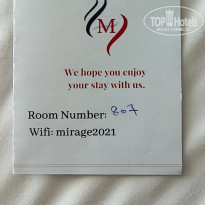 TOP HOTELS
M
We hope you enjoy
your stay with us.
Room Number: 807
Wifi: mirage2021